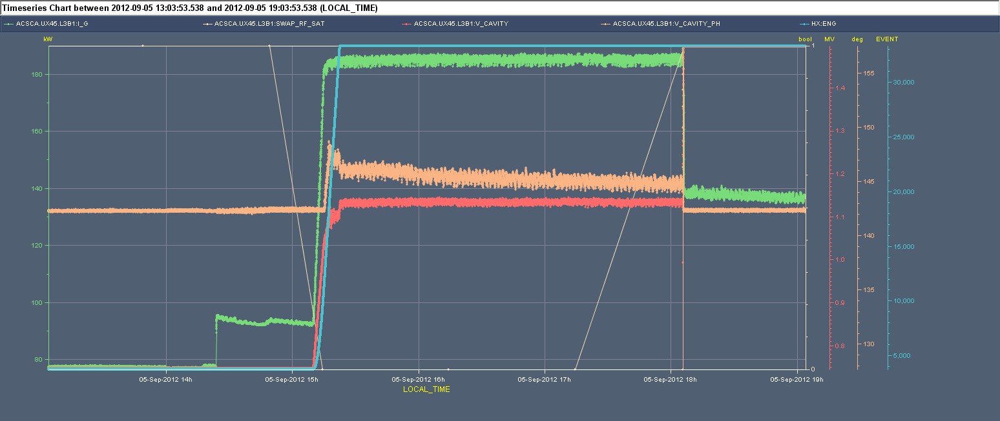 Timeseries Chart between 2012-09-05 13:03:53.538 and 2012-09-05 19:03:53.538 (LOCAL_TIME)
ACSCA.UX45.L3B1:I_G ACSCA.UX45.L3B1:SWAP_RF_SAT ACSCA.UX45.L3B1:V_CAVITY ACSCA.UX45.L3B1:V_CAVITY_PH HX:ENG
kW bool MV deg EVENT
1
180 155 30,000
1.4
160 1.3 150 25,000
140 1.2 145 20,000
120 1.1 140 15,000
1.0
100 0.9 135 10,000
80 0.8 130 5,000
0
05-Sep-2012 14h 05-Sep-2012 15h 05-Sep-2012 16h 05-Sep-2012 17h 05-Sep-2012 18h 05-Sep-2012 19h
LOCAL_TIME